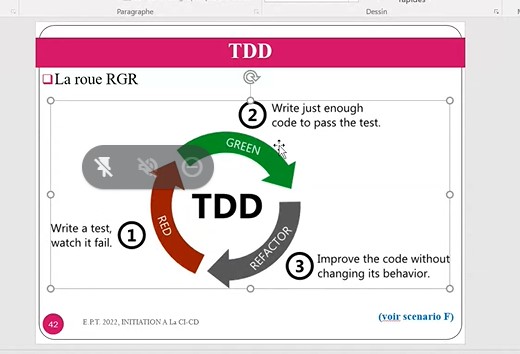 Paragraphe
Dessin
TDD
La roue RGR
2
Write just enough
code to pass the test.
GREEN
TDD
Write a test,
watch it fail.
1
RED
REFACTOR
3
Improve the code without
changing its behavior.
42
E.P.T. 2022, INITIATION A La CI-CD
(voir scenario F)